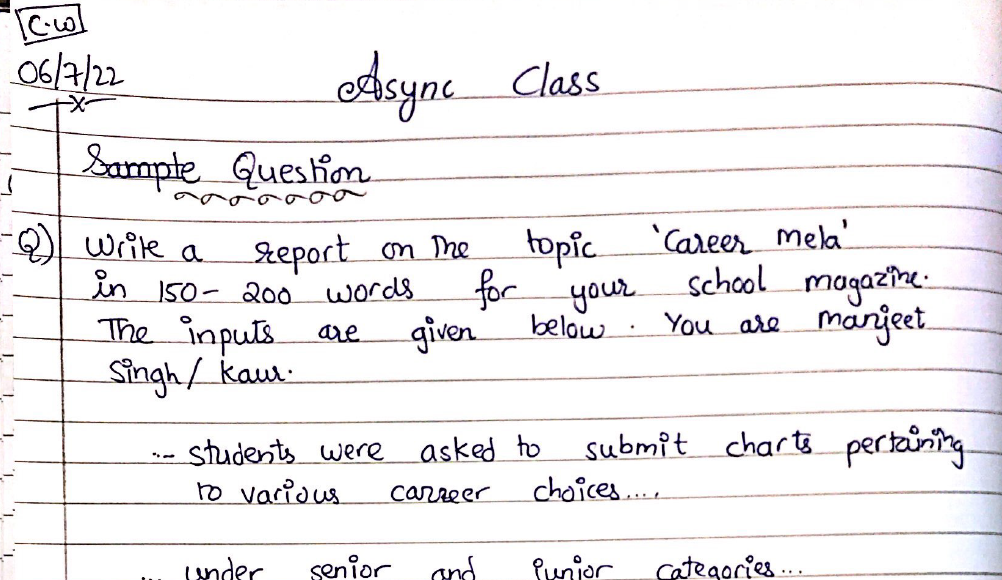 C.W
06/7/22
Async Class
Sample Question
Q) Write a report on the topic 'Career Mela'
in 150-200 words for your school magazine.
The inputs are given below. You are Manjeet
Singh/ Kaur.
:- students were asked to submit charts pertaining
to various carreer choices....
... under senior and junior categories...